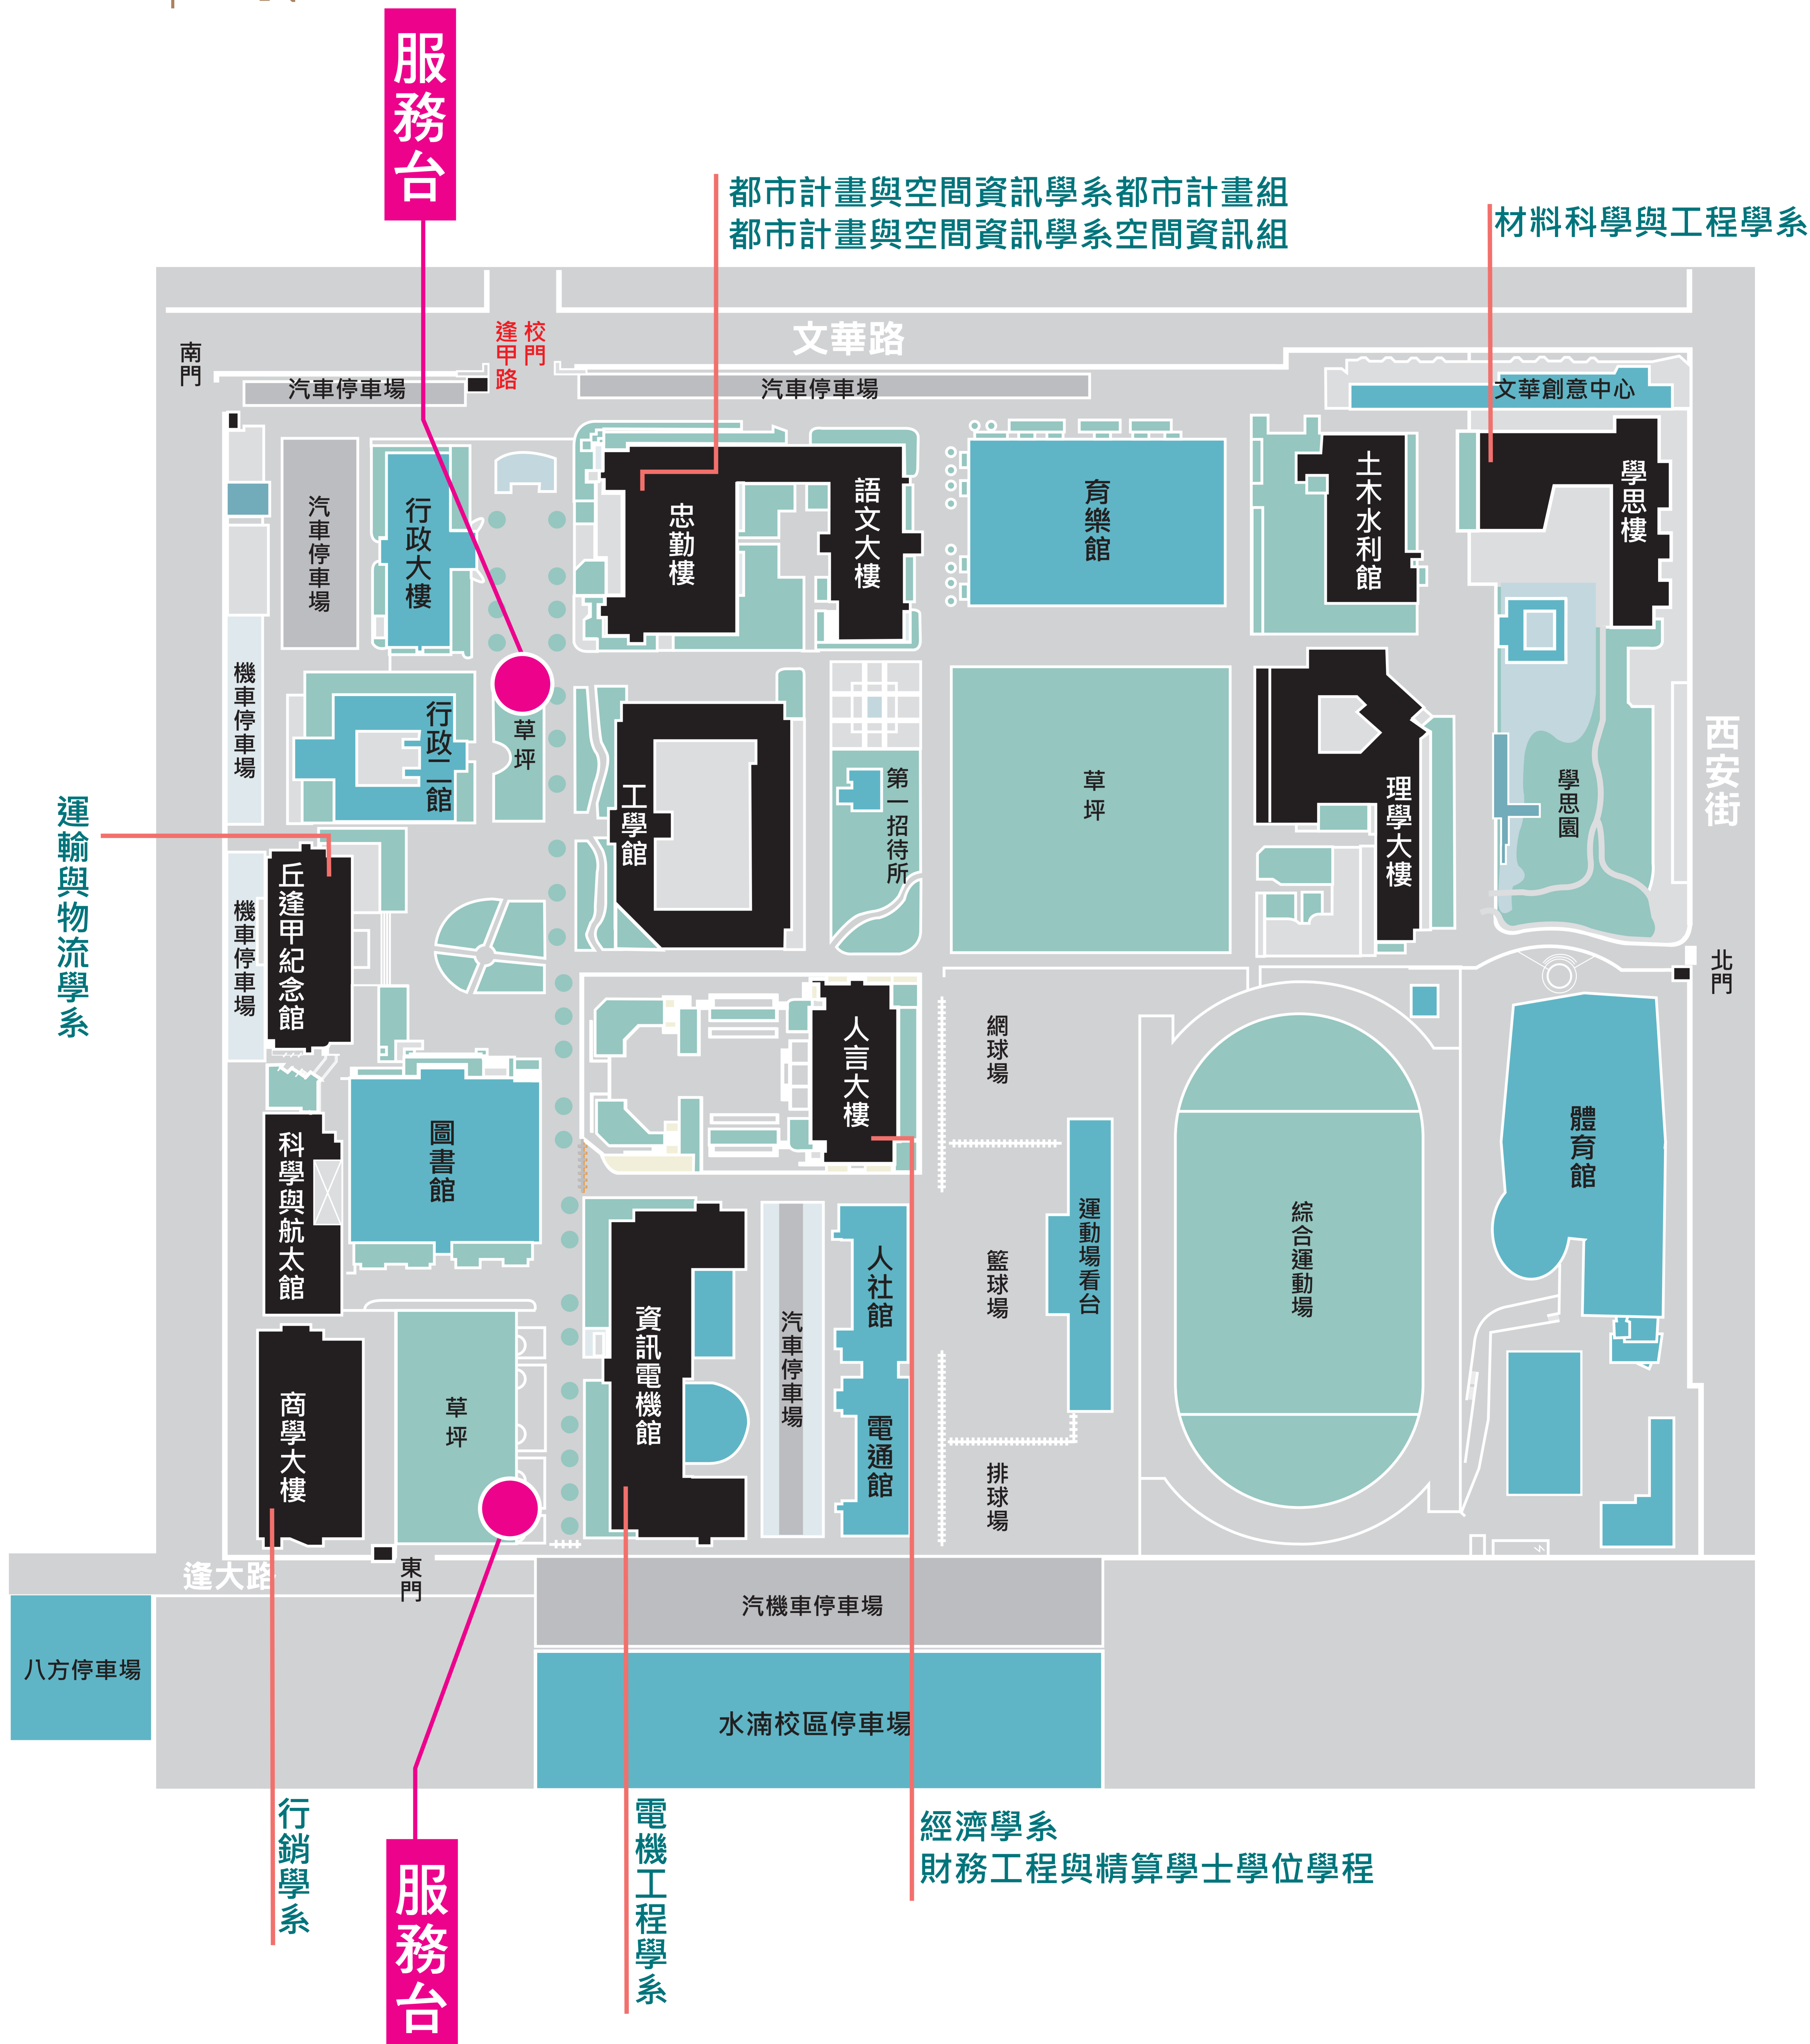 服務台
都市計畫與空間資訊學系都市計畫組
都市計畫與空間資訊學系空間資訊組
材料科學與工程學系
南門
校門
逢甲路
文華路
汽車停車場
汽車停車場
文華創意中心
汽車停車場
行政大樓
忠勤樓
語文大樓
育樂館
土木水利館
學思樓
機車停車場
行政二館
草坪
工學館
第一招待所
草坪
理學大樓
學思園
西安街
運輸與物流學系
丘逢甲紀念館
機車停車場
北門
人言大樓
網球場
圖書館
科學與航太館
體育館
運動場看台
綜合運動場
籃球場
人社館
資訊電機館
汽車停車場
商學大樓
草坪
電通館
排球場
逢大路
東門
汽機車停車場
八方停車場
水湳校區停車場
行銷學系
電機工程學系
經濟學系
財務工程與精算學士學位學程
服務台